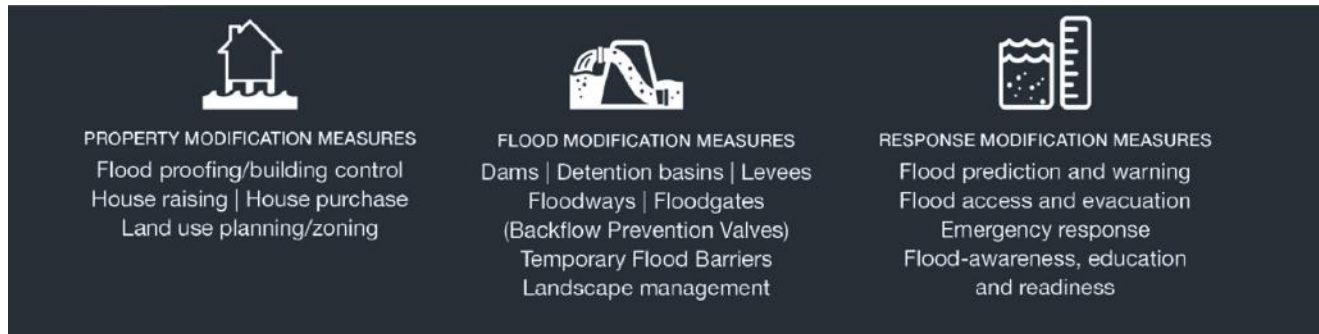 PROPERTY MODIFICATION MEASURES
Flood proofing/building control
House raising | House purchase
Land use planning/zoning
FLOOD MODIFICATION MEASURES
Dams | Detention basins | Levees
Floodways | Floodgates
(Backflow Prevention Valves)
Temporary Flood Barriers
Landscape management
RESPONSE MODIFICATION MEASURES
Flood prediction and warning
Flood access and evacuation
Emergency response
Flood-awareness, education
and readiness